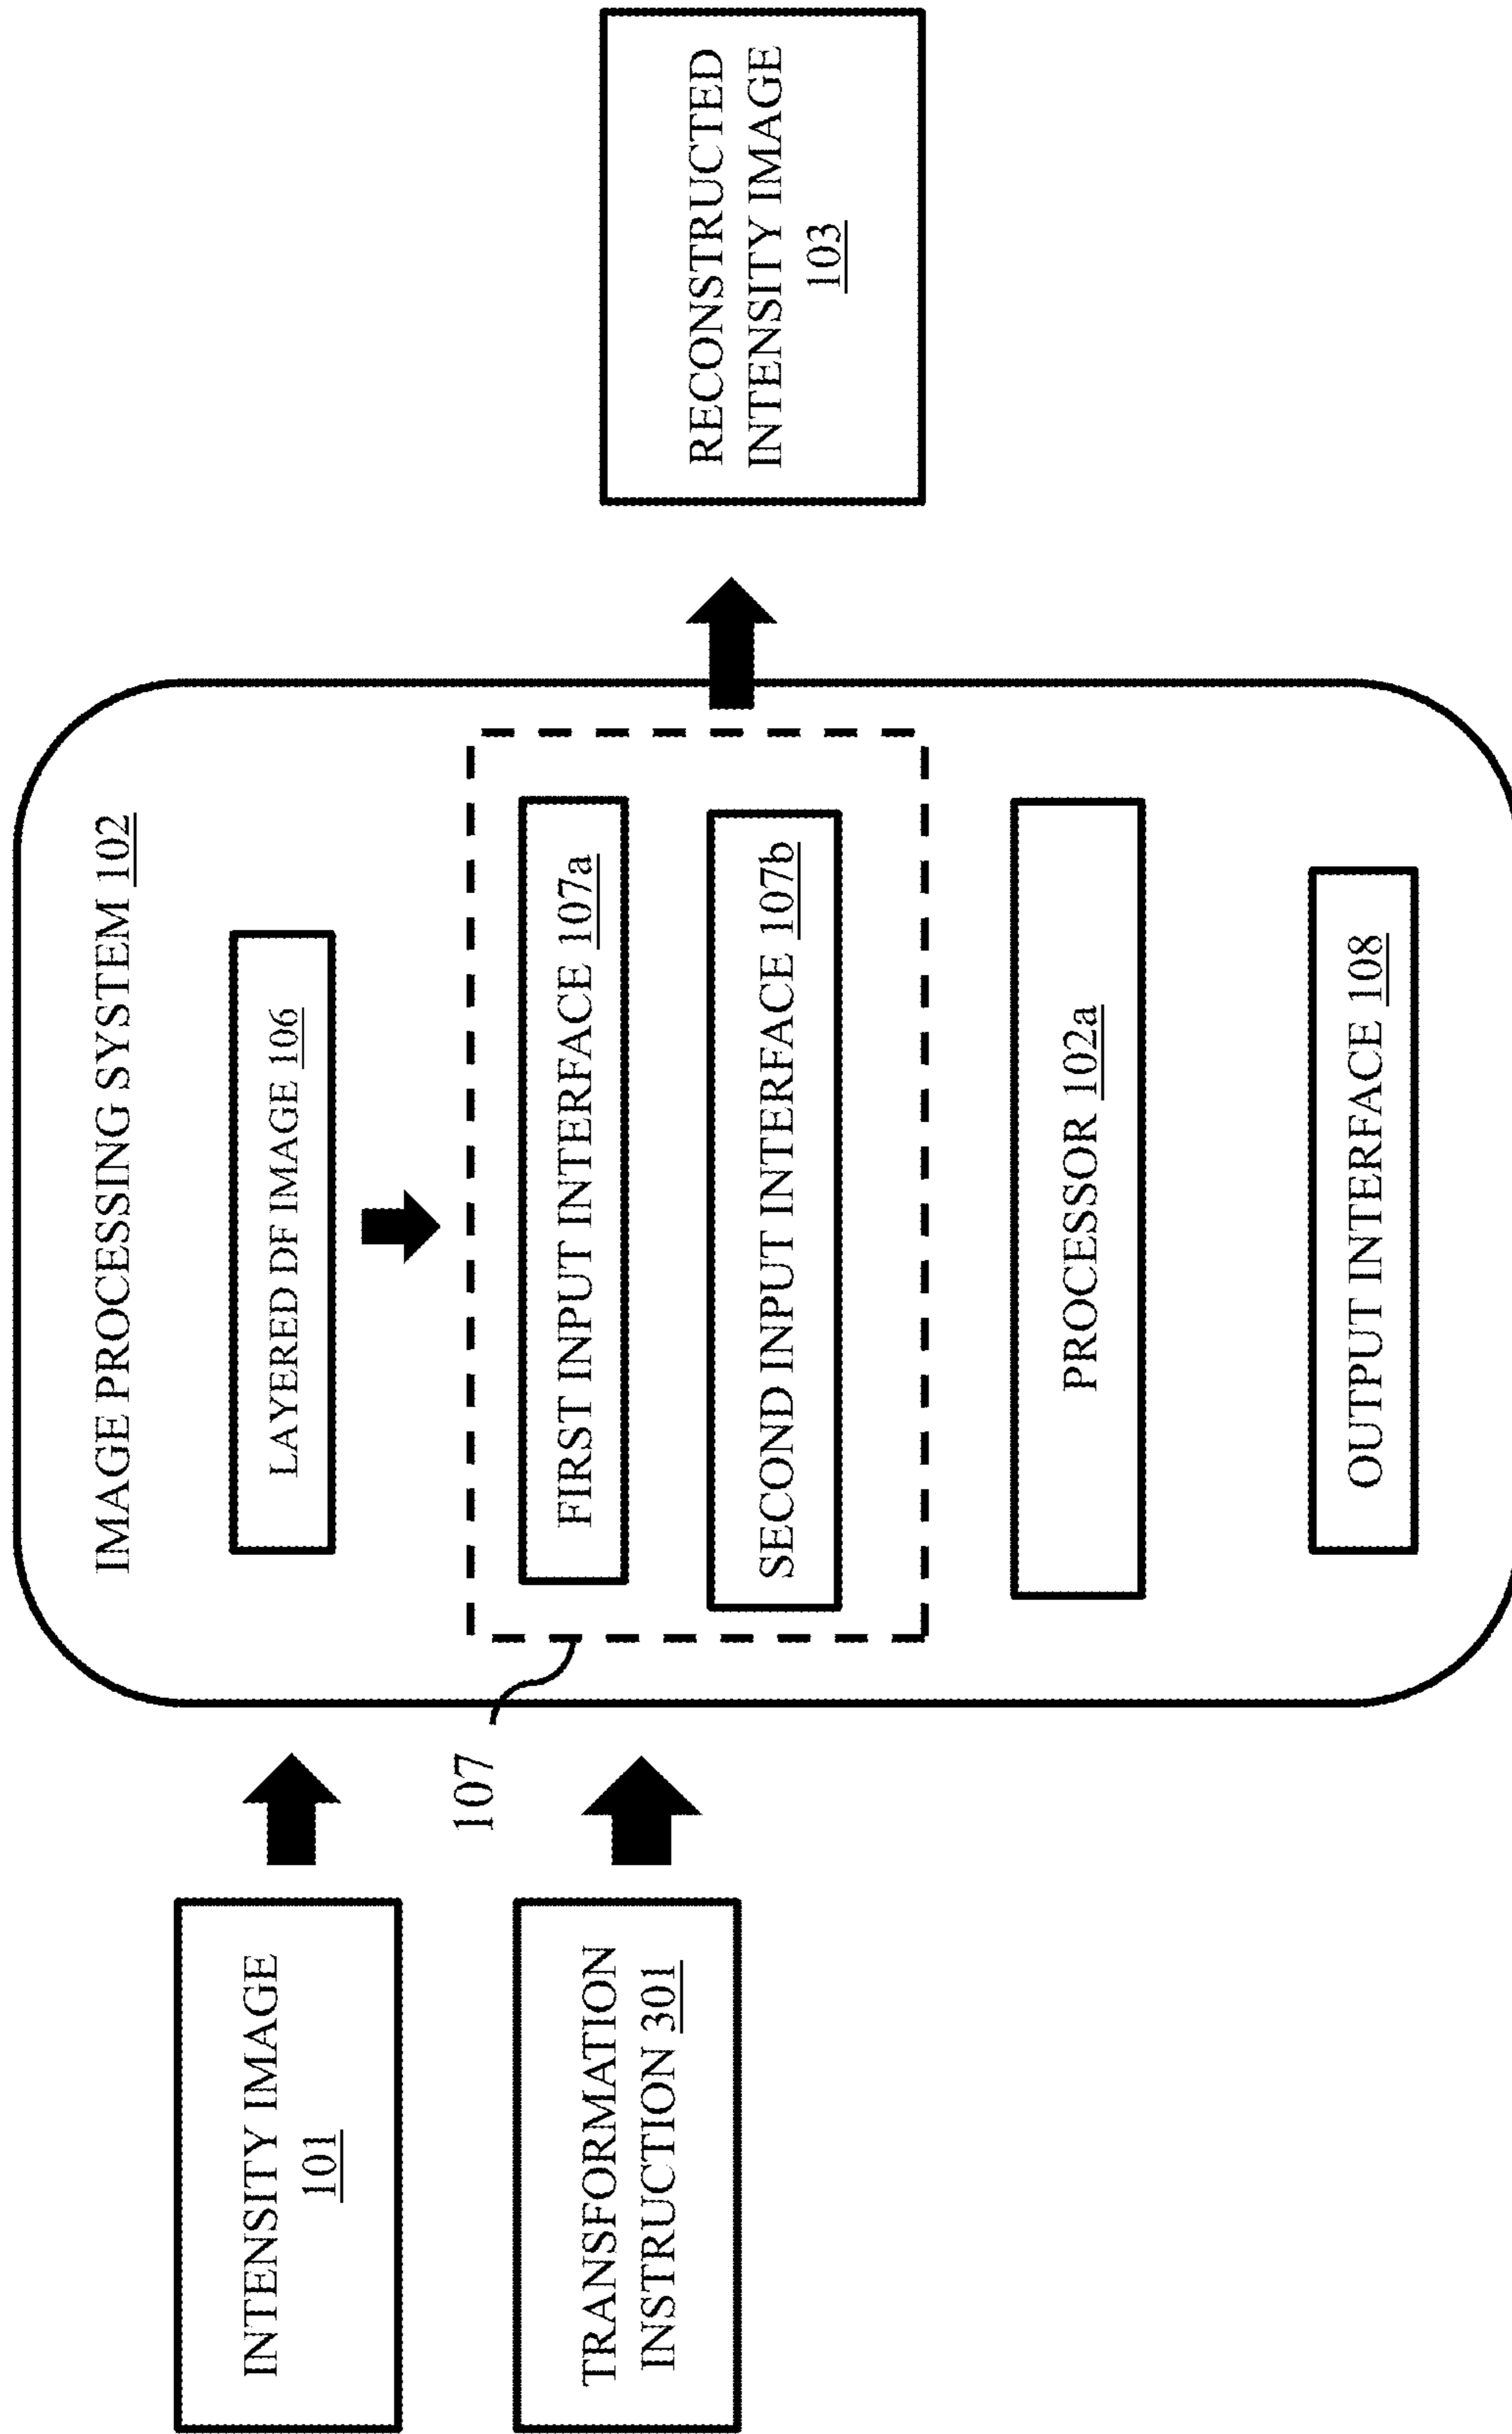 INTENSITY IMAGE
101
TRANSFORMATION
INSTRUCTION 301
IMAGE PROCESSING SYSTEM 102
LAYERED DF IMAGE 106
107
FIRST INPUT INTERFACE 107a
SECOND INPUT INTERFACE 107b
PROCESSOR 102a
OUTPUT INTERFACE 108
RECONSTRUCTED
INTENSITY IMAGE
103